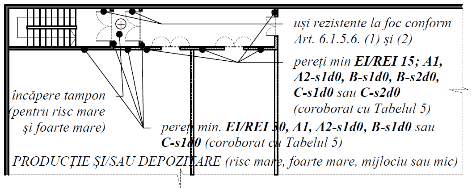 uși rezistente la foc conform
Art. 6.1.5.6. (1) și (2)
pereți min EI/REI 15; A1,
A2-s1d0, B-s1d0, B-s2d0,
C-s1d0 sau C-s2d0
(coroborat cu Tabelul 5)
încăpere tampon
(pentru risc mare
și foarte mare)
pereți min. EI/REI 30, A1, A2-s1d0, B-s1d0 sau
C-s1d0 (coroborat cu Tabelul 5)
PRODUCȚIE ȘI/SAU DEPOZITARE (risc mare, foarte mare, mijlociu sau mic)